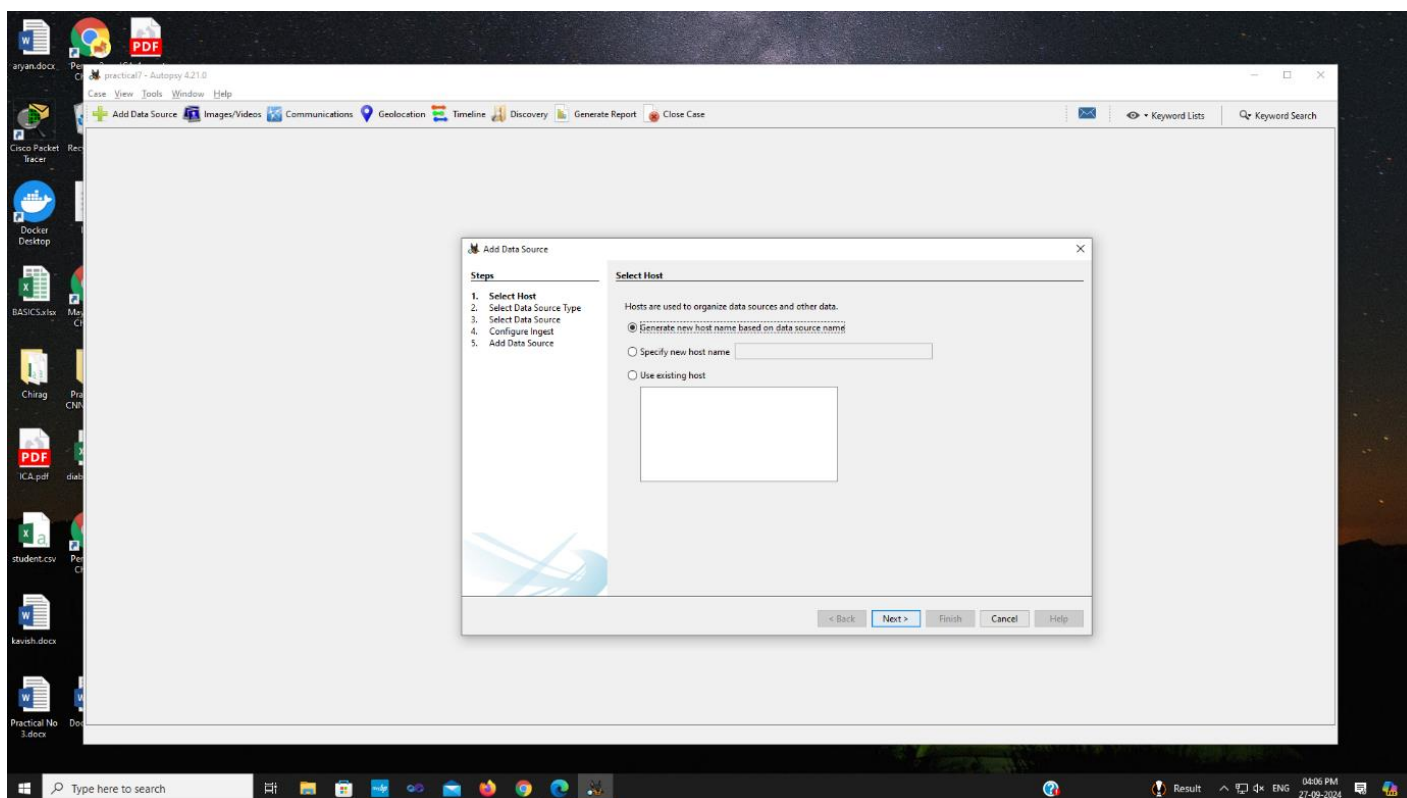 aryan.docx
PDF
practical7 - Autopsy 4.21.0
Case View Tools Window Help
Add Data Source Images/Videos Communications Geolocation Timeline Discovery Generate Report Close Case Keyword Lists Keyword Search
Cisco Packet Tracer
Docker Desktop
BASICS.xlsx
Chirag
PDF
ICA.pdf
student.csv
kavish.docx
Practical No 3.docx
Add Data Source
Steps
1. Select Host
2. Select Data Source Type
3. Select Data Source
4. Configure Ingest
5. Add Data Source
Select Host
Hosts are used to organize data sources and other data.
Generate new host name based on data source name
Specify new host name
Use existing host
< Back Next > Finish Cancel Help
Type here to search
Result ENG 04:06 PM
27-09-2024